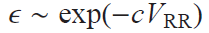 ϵ ∼ exp(−cV_RR)